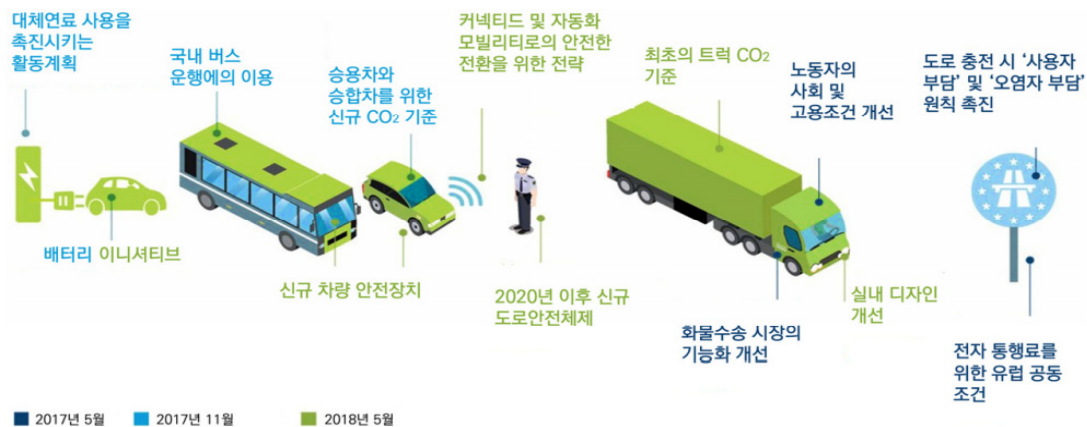 대체연료 사용을
촉진시키는
활동계획
국내 버스
운행에의 이용
승용차와
승합차를 위한
신규 CO₂ 기준
커넥티드 및 자동화
모빌리티로의 안전한
전환을 위한 전략
최초의 트럭 CO₂
기준
노동자의
사회 및
고용조건 개선
도로 충전 시 ‘사용자
부담’ 및 ‘오염자 부담’
원칙 촉진
배터리 이니셔티브
신규 차량 안전장치
2020년 이후 신규
도로안전체제
화물수송 시장의
기능화 개선
실내 디자인
개선
전자 통행료를
위한 유럽 공동
조건
2017년 5월
2017년 11월
2018년 5월